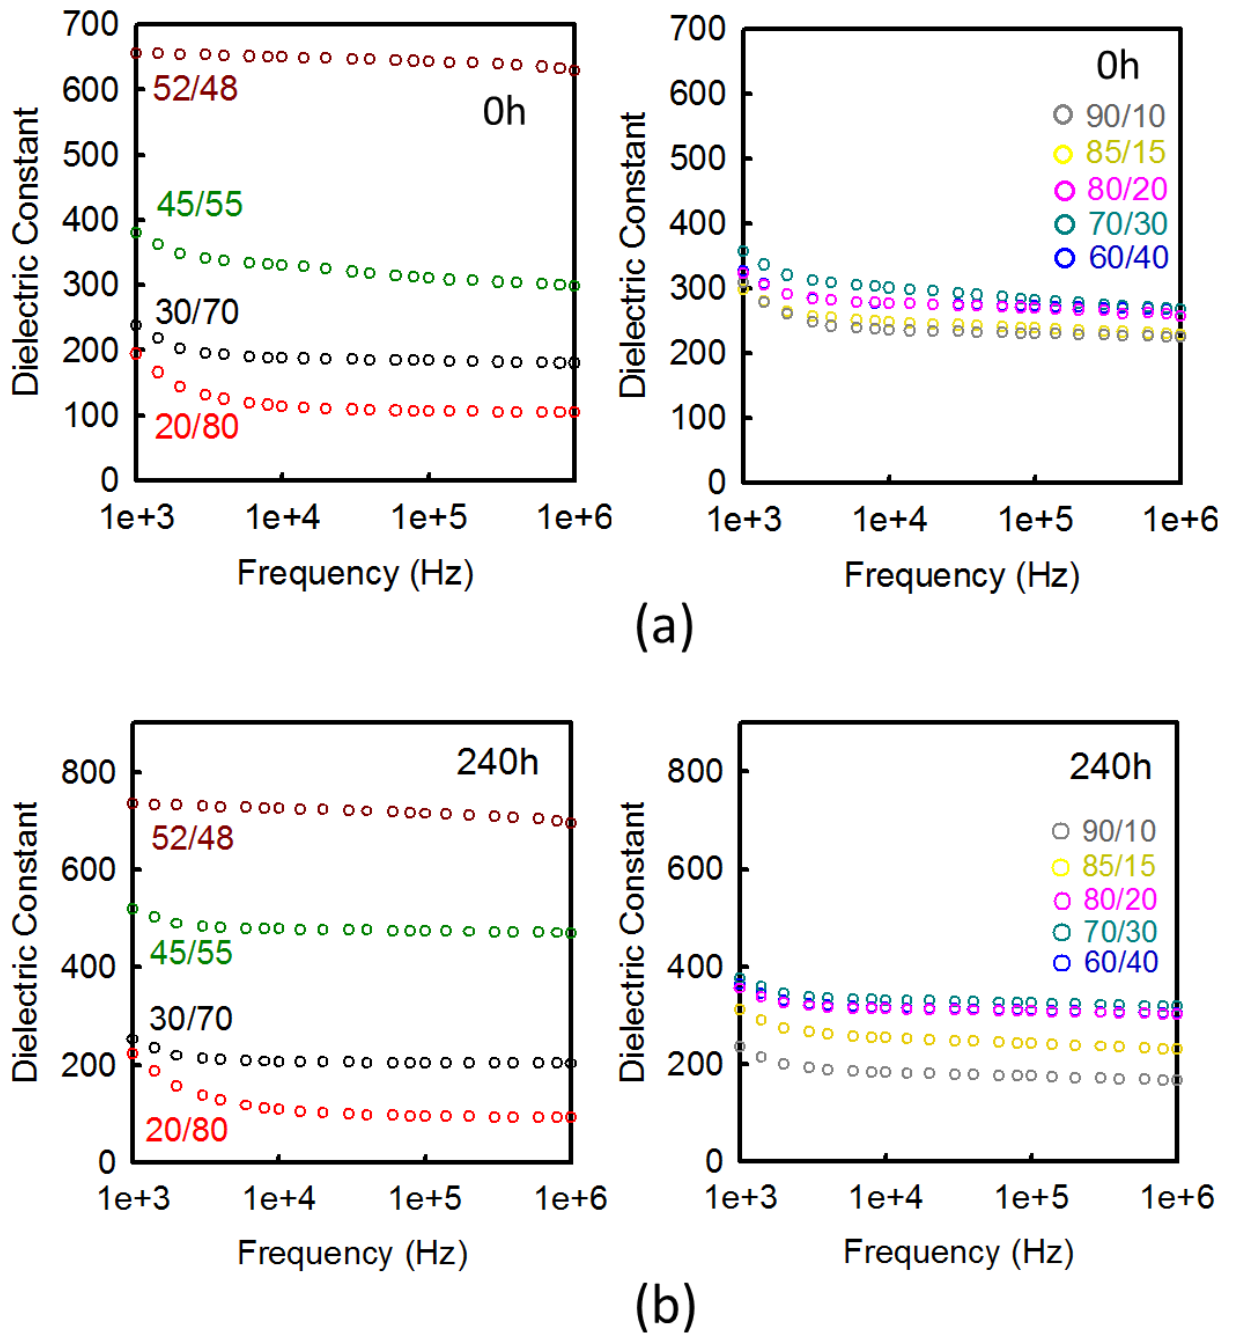 700
600
500
400
300
200
100
0
Dielectric Constant
52/48
0h
45/55
30/70
20/80
1e+3 1e+4 1e+5 1e+6
Frequency (Hz)
700
600
500
400
300
200
100
0
Dielectric Constant
0h
90/10
85/15
80/20
70/30
60/40
1e+3 1e+4 1e+5 1e+6
Frequency (Hz)
(a)
800
600
400
200
0
Dielectric Constant
240h
52/48
45/55
30/70
20/80
1e+3 1e+4 1e+5 1e+6
Frequency (Hz)
800
600
400
200
0
Dielectric Constant
240h
90/10
85/15
80/20
70/30
60/40
1e+3 1e+4 1e+5 1e+6
Frequency (Hz)
(b)